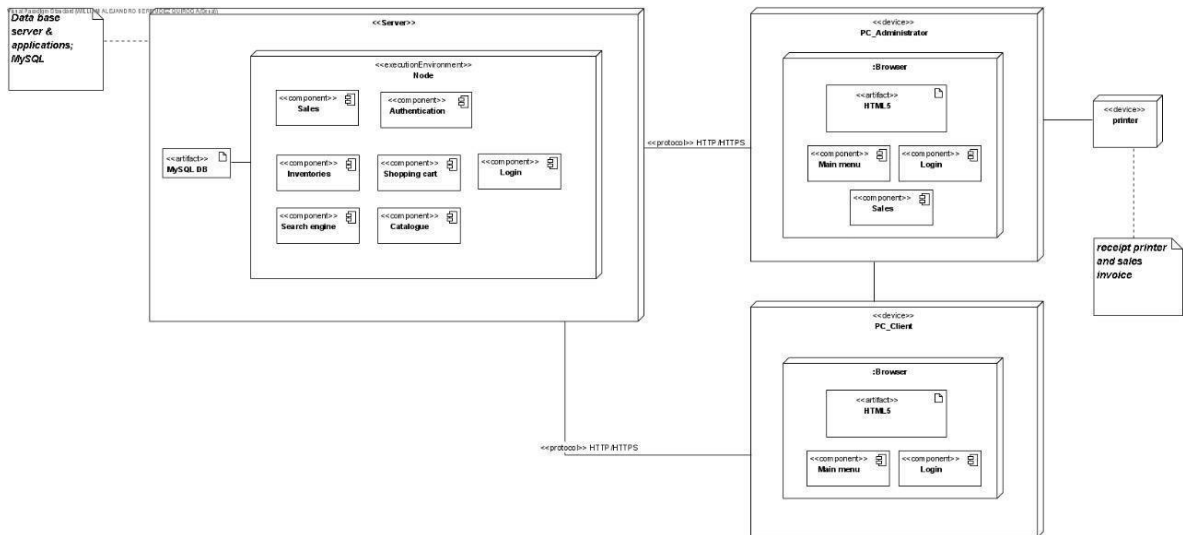 Data base
server &
applications;
MySQL
<<Server>>
<<executionEnvironment>>
Node
<<component>>
Sales
<<component>>
Authentication
<<artifact>>
MySQL DB
<<component>>
Inventories
<<component>>
Shopping cart
<<component>>
Login
<<component>>
Search engine
<<component>>
Catalogue
<<protocol>> HTTP/HTTPS
<<device>>
PC_Administrator
:Browser
<<artifact>>
HTML5
<<component>>
Main menu
<<component>>
Login
<<component>>
Sales
<<device>>
printer
receipt printer
and sales
invoice
<<protocol>> HTTP/HTTPS
<<device>>
PC_Client
:Browser
<<artifact>>
HTML5
<<component>>
Main menu
<<component>>
Login